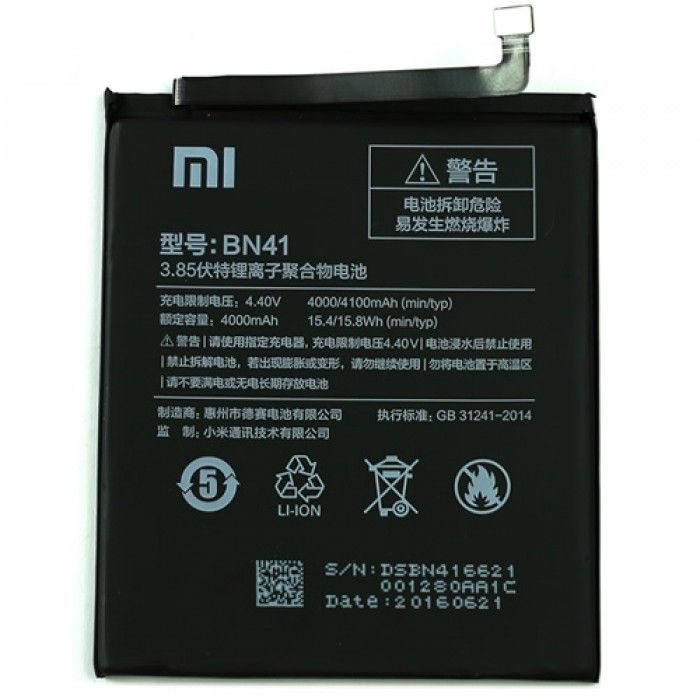 mi
警告
电池拆卸危险
易发生燃烧爆炸
型号: BN41
3.85伏特锂离子聚合物电池
充电限制电压: 4.40V 4000/4100mAh (min/typ)
额定容量: 4000mAh 15.4/15.8Wh (min/typ)
警告|请使用指定充电器, 充电限制电压4.40V|电池浸水后禁止使用
|禁止拆解电池, 若出现膨胀或变形, 请勿继续使用|勿将电池置于高温区
|请不要满电或无电长期存放电池
制造商: 惠州市德赛电池有限公司 执行标准: GB 31241-2014
监 制: 小米通讯技术有限公司
5
LI-ION
S/N: DSBN416621
001280AA1C
Date: 20160621